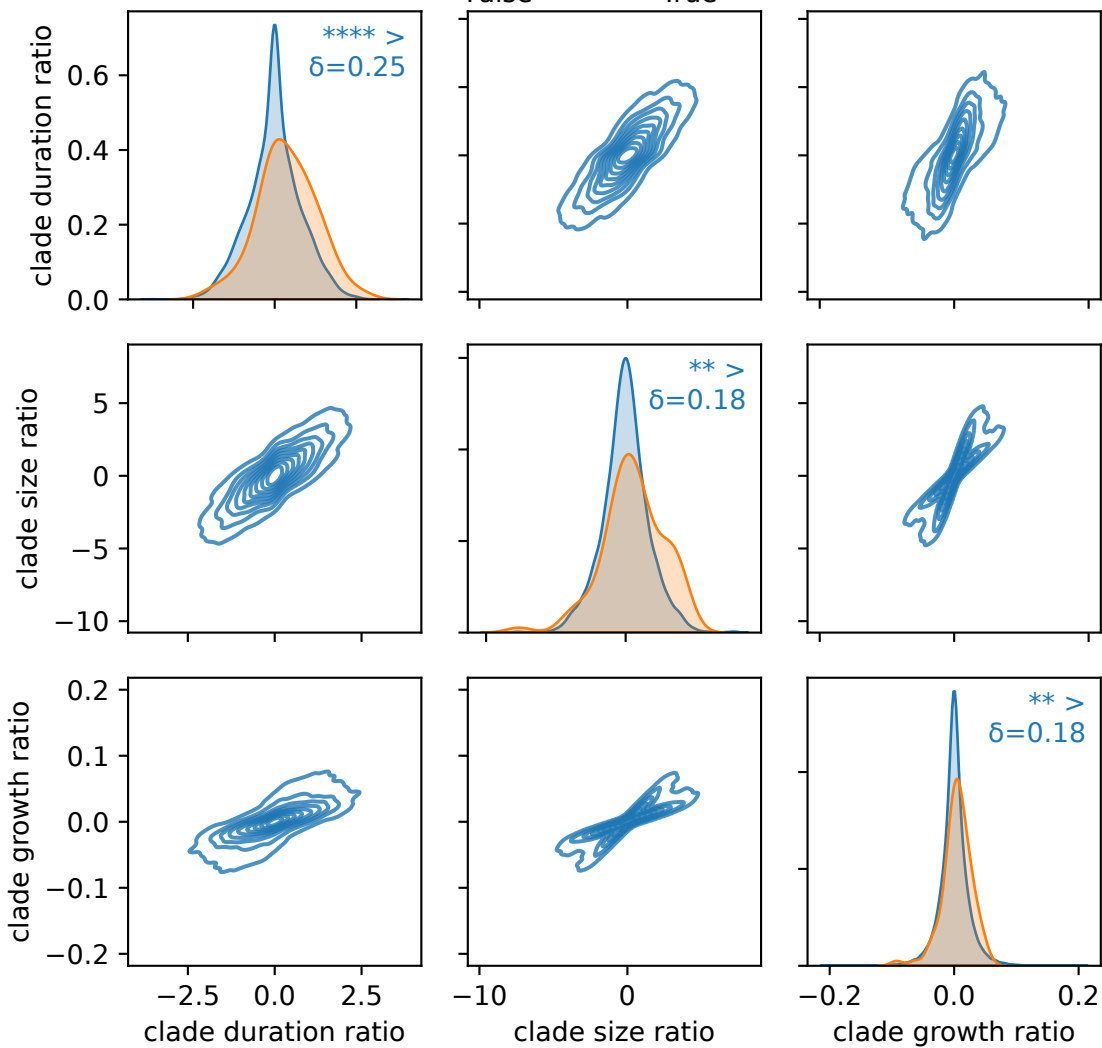 clade duration ratio
0.6
0.4
0.2
0.0
**** >
δ=0.25
clade size ratio
5
0
−5
−10
** >
δ=0.18
clade growth ratio
0.2
0.1
0.0
−0.1
−0.2
** >
δ=0.18
−2.5 0.0 2.5
−10 0
−0.2 0.0 0.2
clade duration ratio
clade size ratio
clade growth ratio